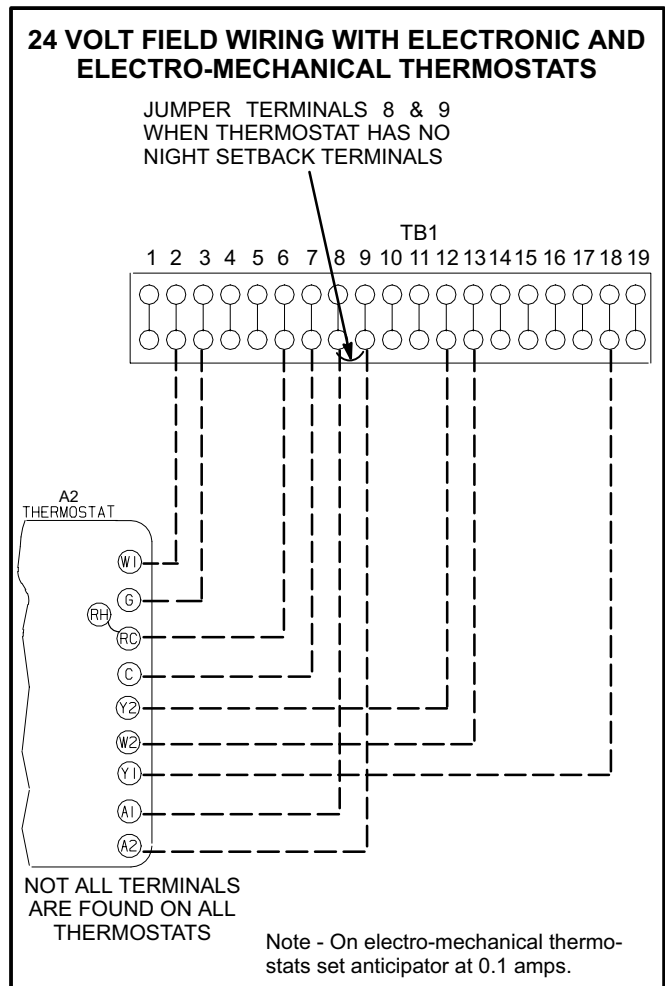 24 VOLT FIELD WIRING WITH ELECTRONIC AND
ELECTRO-MECHANICAL THERMOSTATS
JUMPER TERMINALS 8 & 9
WHEN THERMOSTAT HAS NO
NIGHT SETBACK TERMINALS
TB1
1 2 3 4 5 6 7 8 9 10 11 12 13 14 15 16 17 18 19
A2
THERMOSTAT
W1
G
RH
RC
C
Y2
W2
Y1
A1
A2
NOT ALL TERMINALS
ARE FOUND ON ALL
THERMOSTATS
Note - On electro-mechanical thermo-
stats set anticipator at 0.1 amps.